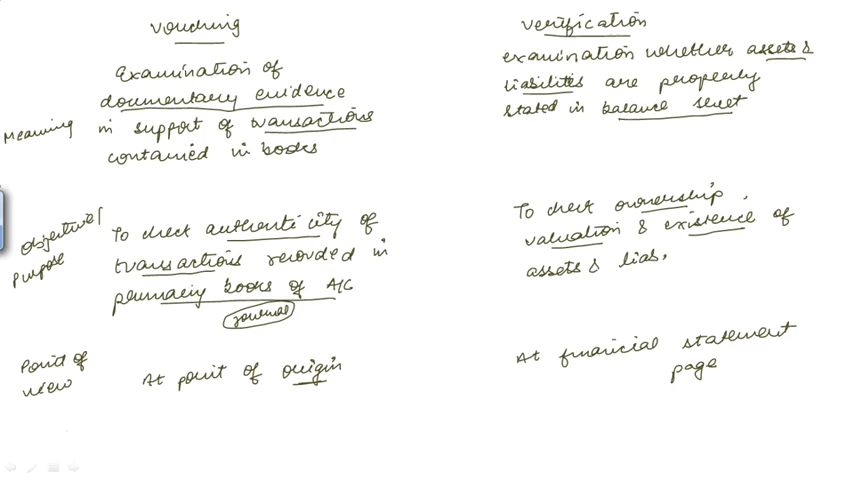 Vouching
Verification
Meaning
Examination of
documentary evidence
in support of transactions
contained in books
examination whether assets &
liabilities are properly
stated in balance sheet
Objective/
Purpose
To check authenticity of
transactions recorded in
primary books of A/C
journal
To check ownership,
valuation & existence of
assets & liab.
Point of
view
At point of origin
At financial statement
page